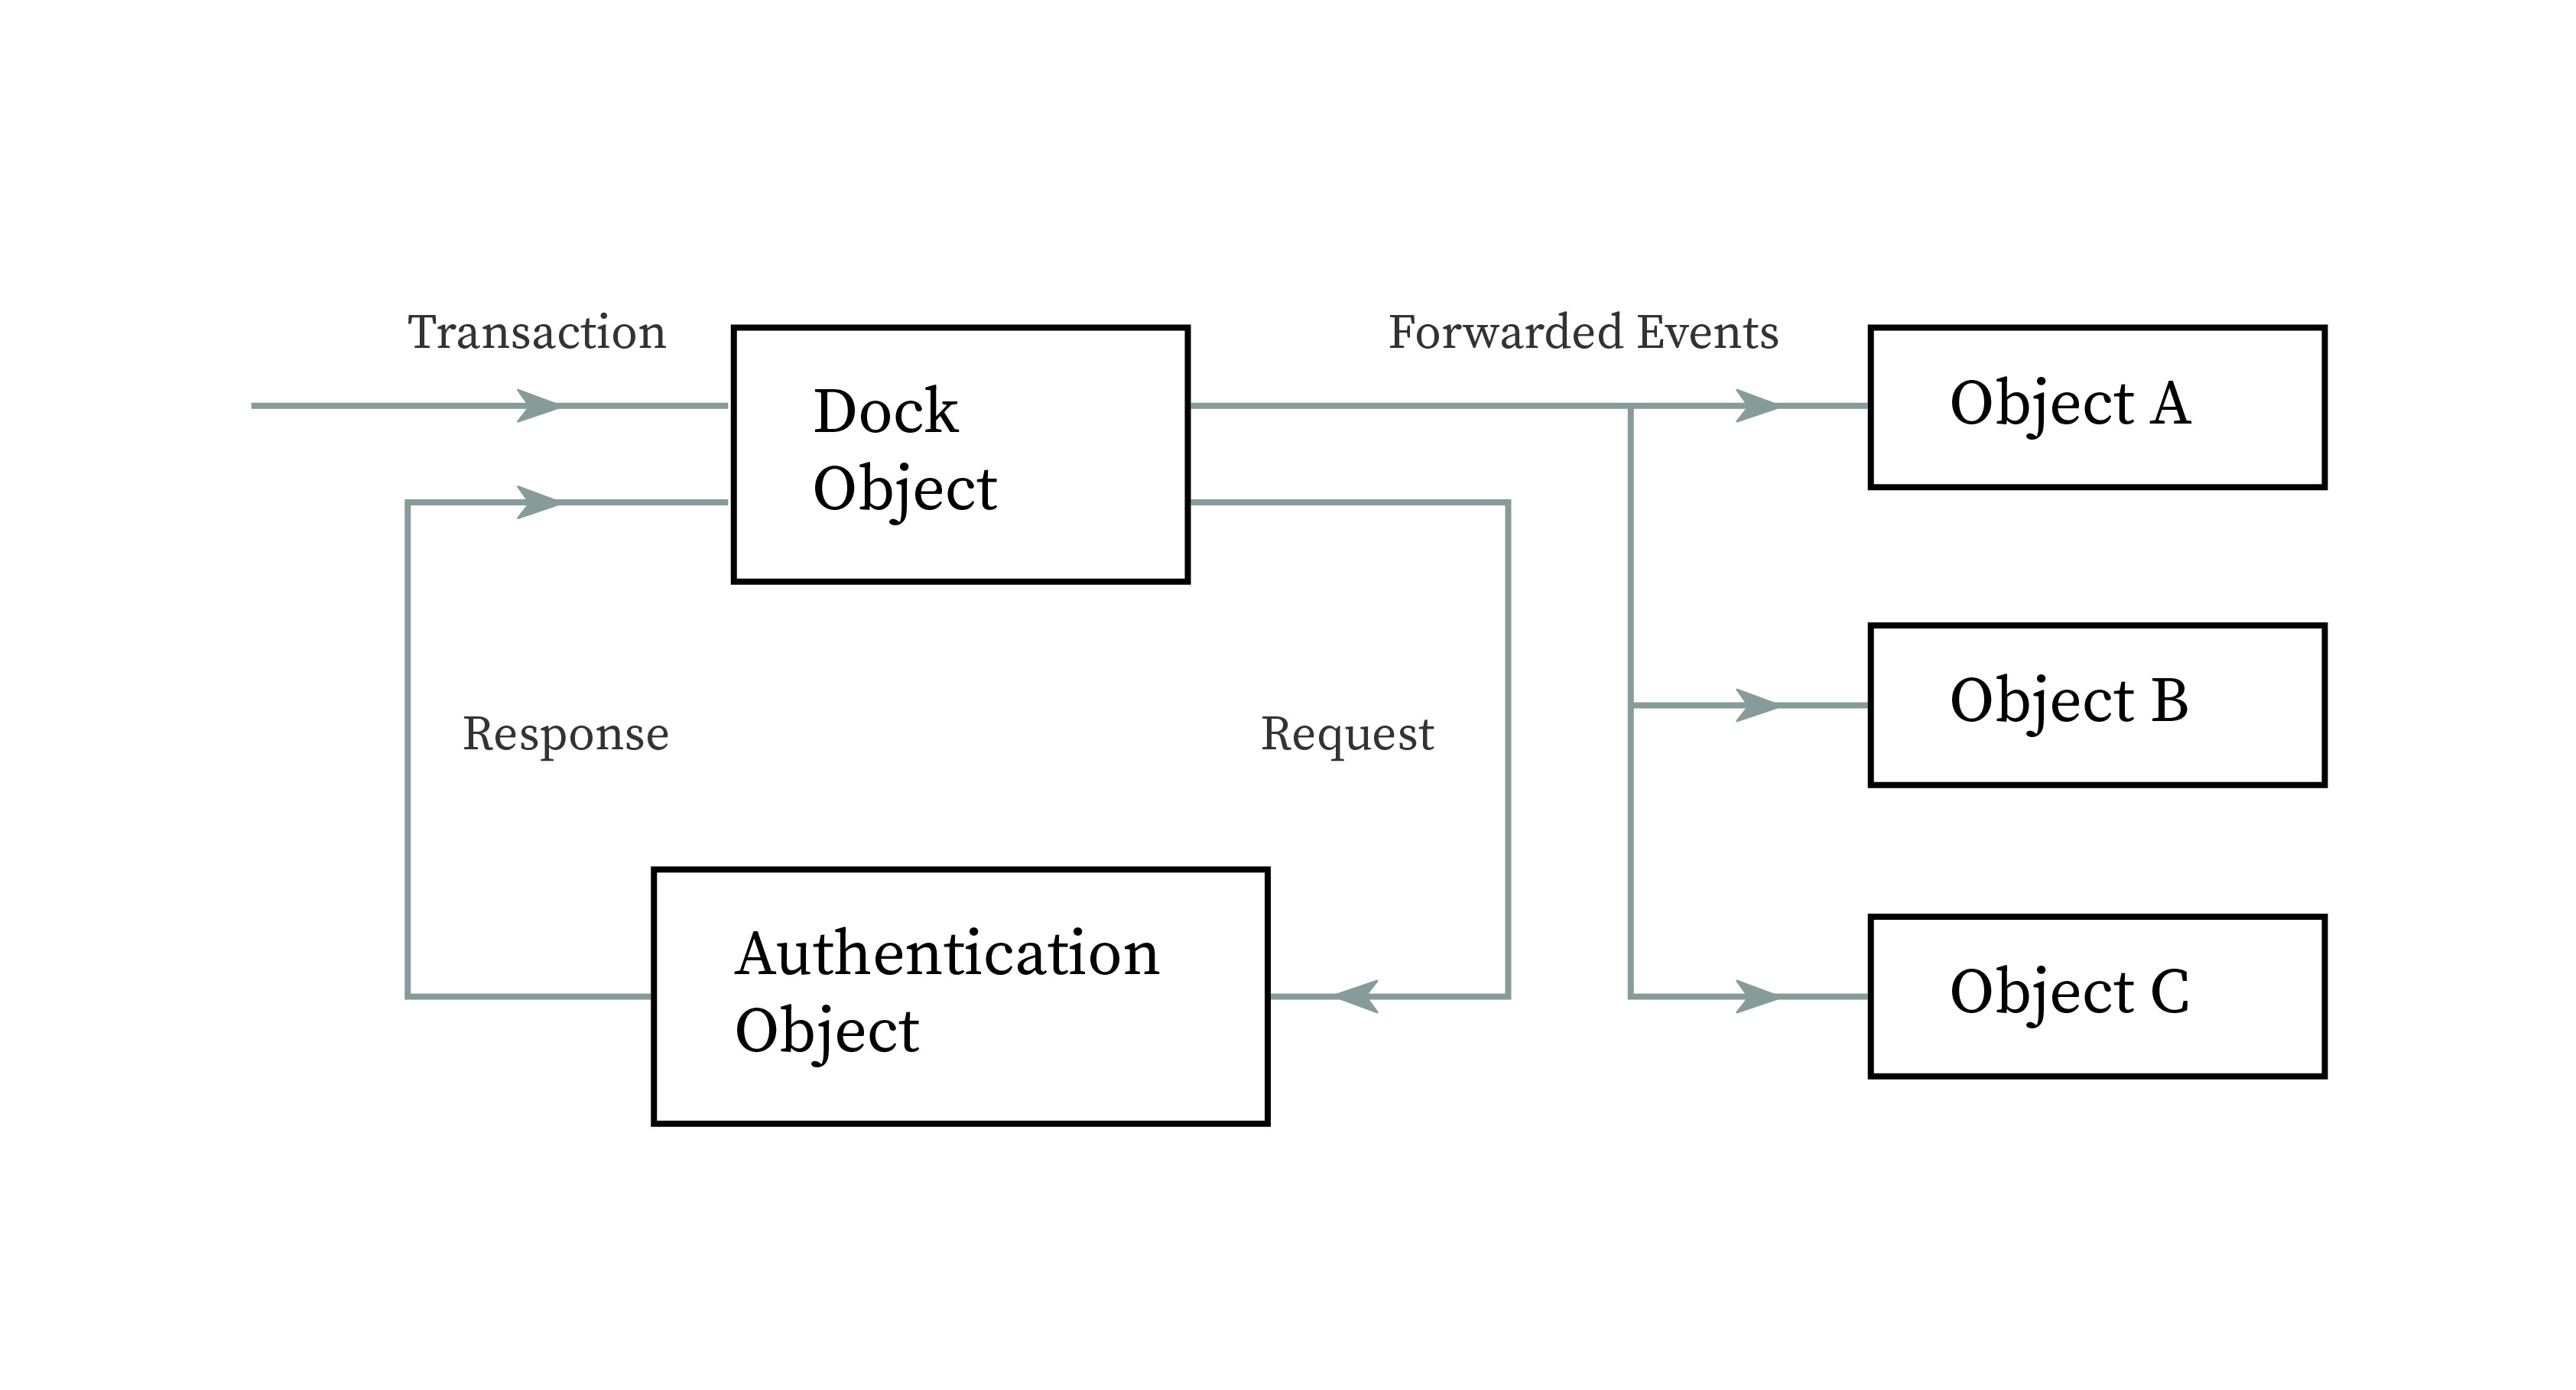 Transaction
Forwarded Events
Dock
Object
Object A
Object B
Response
Request
Authentication
Object
Object C